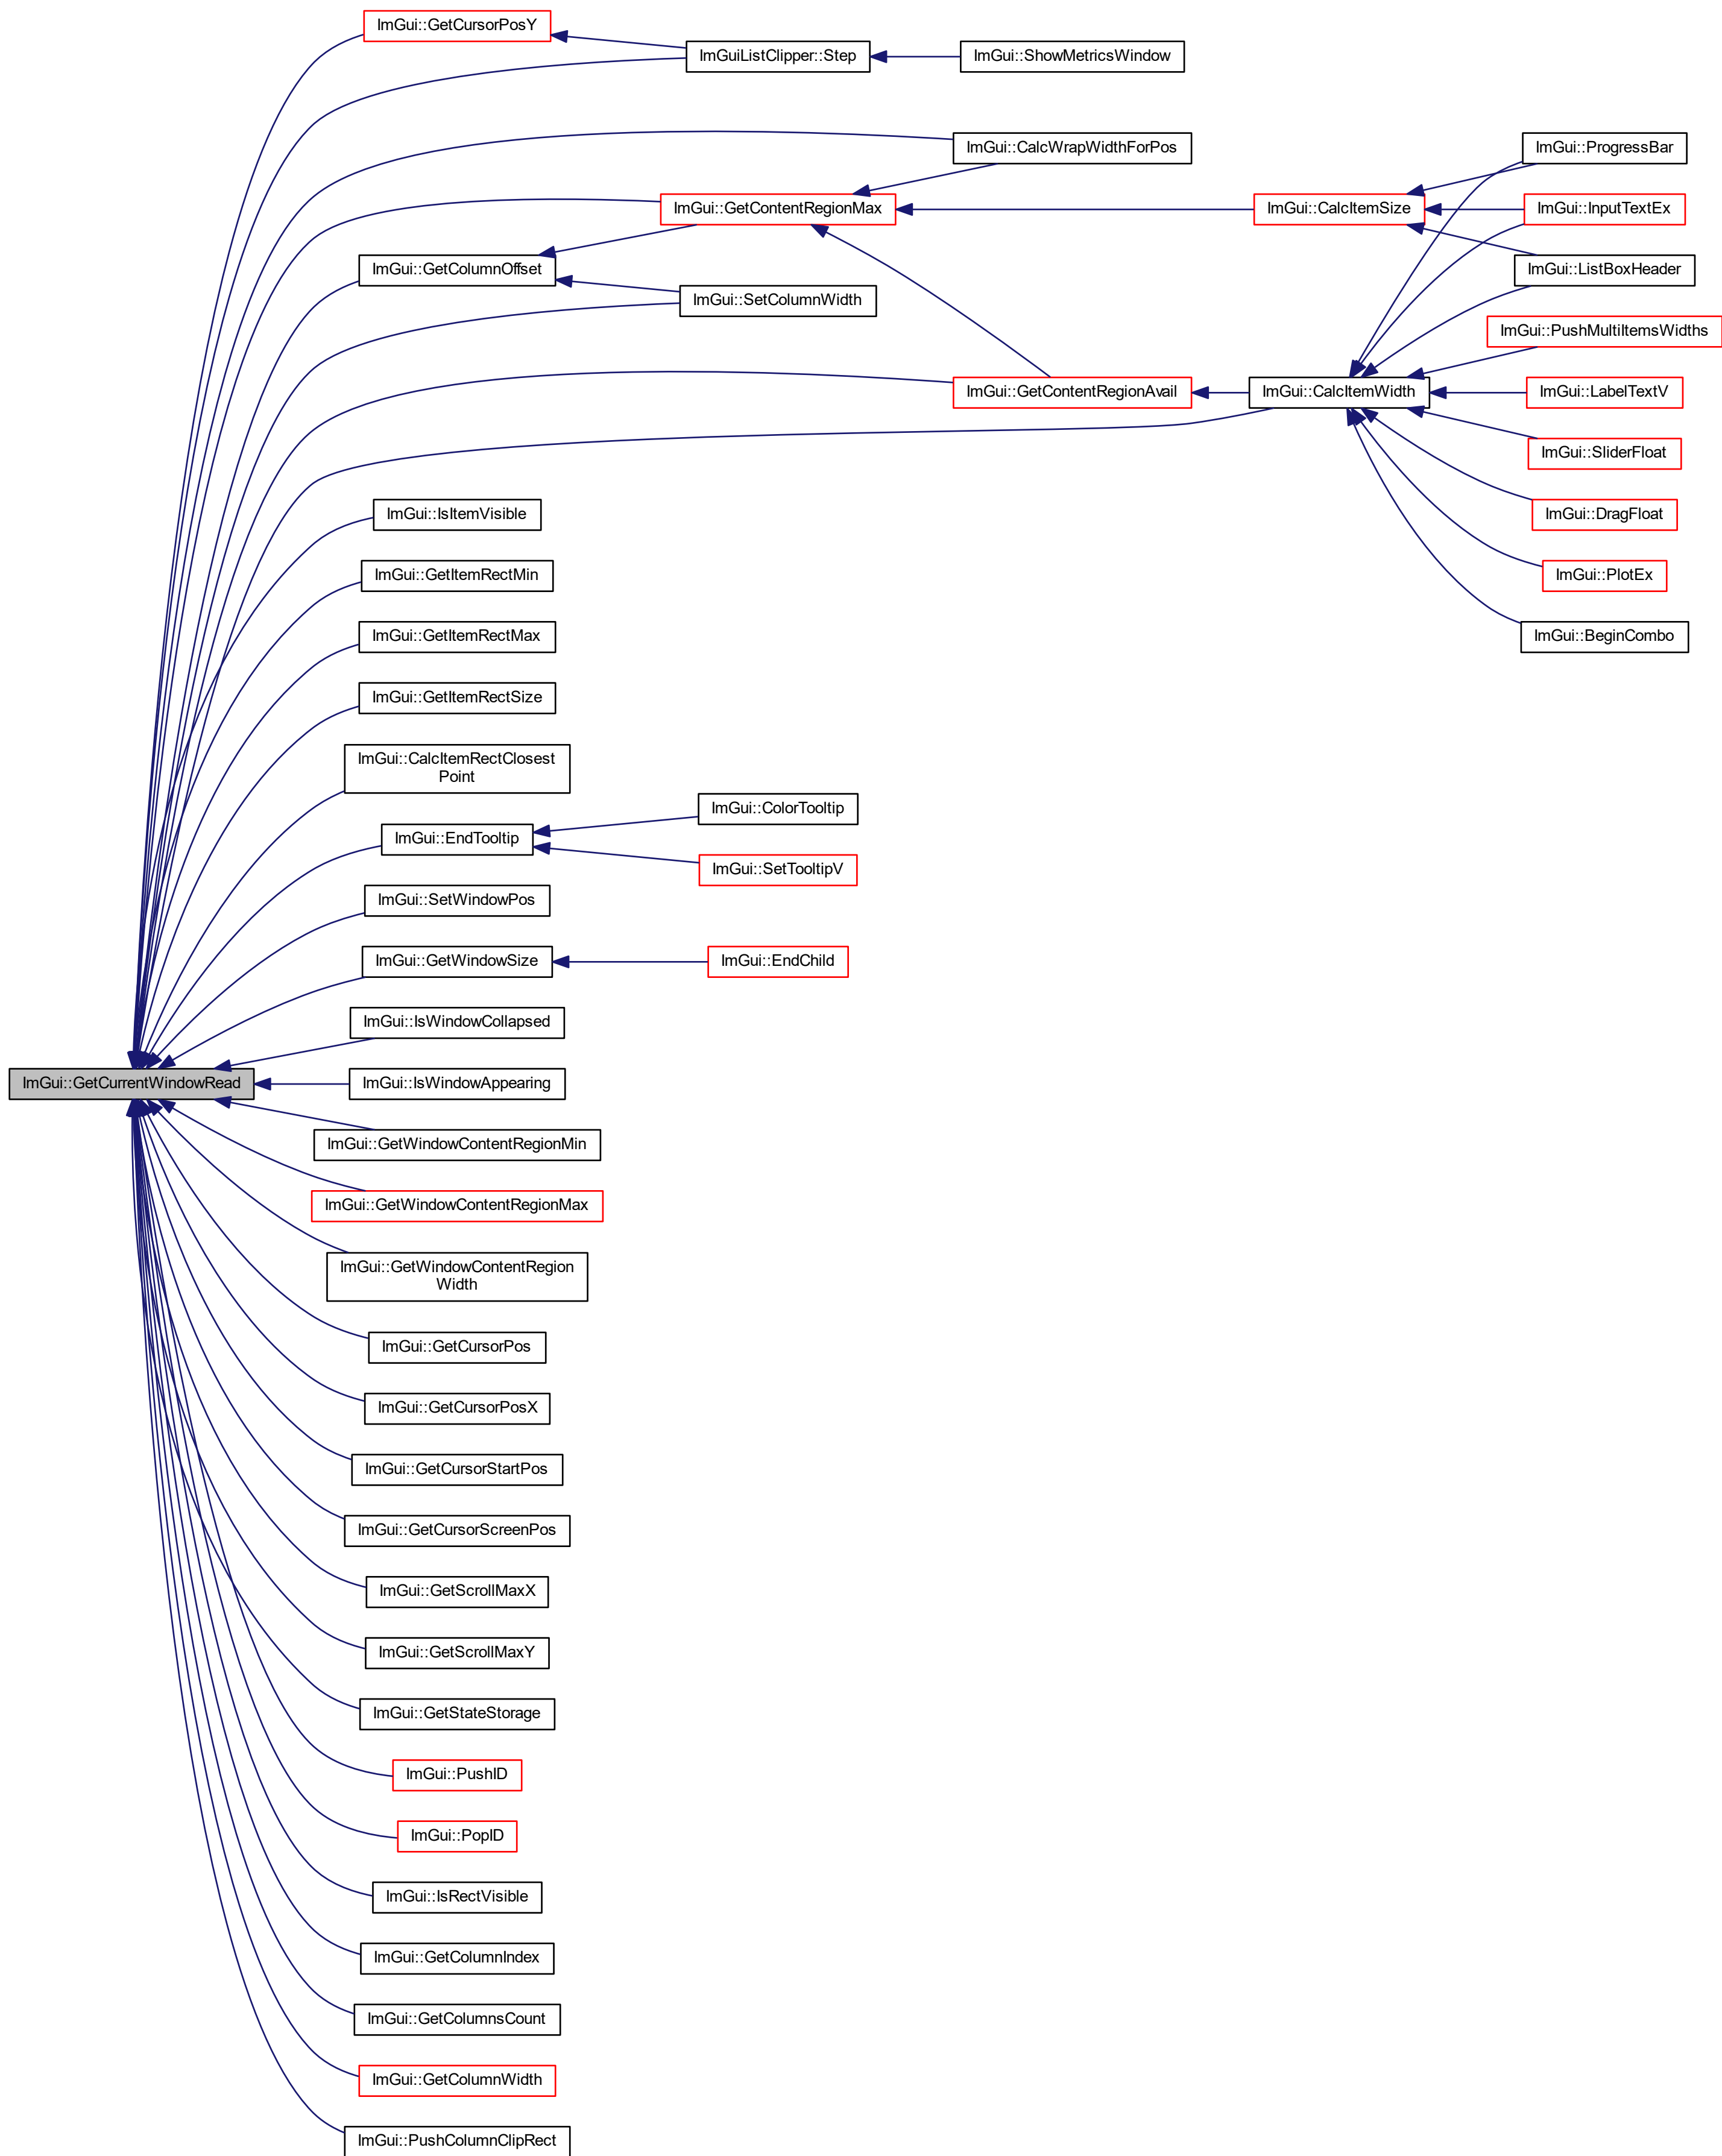 ImGui::GetCursorPosY
ImGuiListClipper::Step
ImGui::ShowMetricsWindow
ImGui::CalcWrapWidthForPos
ImGui::ProgressBar
ImGui::GetContentRegionMax
ImGui::CalcItemSize
ImGui::InputTextEx
ImGui::GetColumnOffset
ImGui::ListBoxHeader
ImGui::SetColumnWidth
ImGui::PushMultiItemsWidths
ImGui::GetContentRegionAvail
ImGui::CalcItemWidth
ImGui::LabelTextV
ImGui::SliderFloat
ImGui::IsItemVisible
ImGui::DragFloat
ImGui::GetItemRectMin
ImGui::PlotEx
ImGui::GetItemRectMax
ImGui::BeginCombo
ImGui::GetItemRectSize
ImGui::CalcItemRectClosest
Point
ImGui::ColorTooltip
ImGui::EndTooltip
ImGui::SetTooltipV
ImGui::SetWindowPos
ImGui::GetWindowSize
ImGui::EndChild
ImGui::IsWindowCollapsed
ImGui::GetCurrentWindowRead
ImGui::IsWindowAppearing
ImGui::GetWindowContentRegionMin
ImGui::GetWindowContentRegionMax
ImGui::GetWindowContentRegion
Width
ImGui::GetCursorPos
ImGui::GetCursorPosX
ImGui::GetCursorStartPos
ImGui::GetCursorScreenPos
ImGui::GetScrollMaxX
ImGui::GetScrollMaxY
ImGui::GetStateStorage
ImGui::PushID
ImGui::PopID
ImGui::IsRectVisible
ImGui::GetColumnIndex
ImGui::GetColumnsCount
ImGui::GetColumnWidth
ImGui::PushColumnClipRect